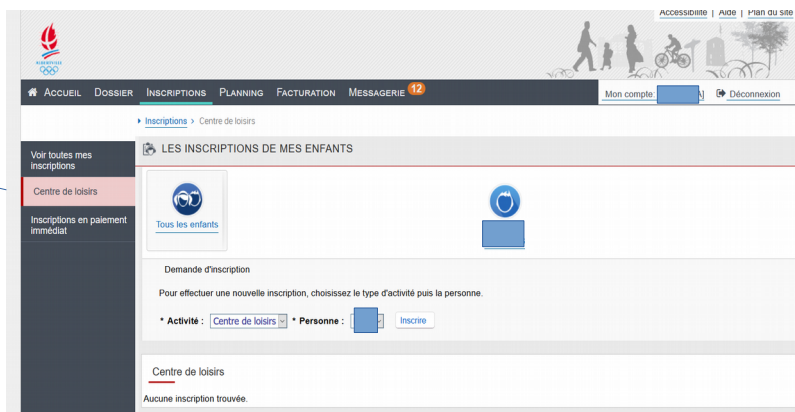 Accessibilité | Aide | Plan du site
ALBERTVILLE
Accueil Dossier Inscriptions Planning Facturation Messagerie 12
Mon compte: Déconnexion
Inscriptions > Centre de loisirs
Voir toutes mes inscriptions
LES INSCRIPTIONS DE MES ENFANTS
Centre de loisirs
Inscriptions en paiement immédiat
Tous les enfants
Demande d'inscription
Pour effectuer une nouvelle inscription, choisissez le type d'activité puis la personne.
* Activité : Centre de loisirs * Personne : Inscrire
Centre de loisirs
Aucune inscription trouvée.